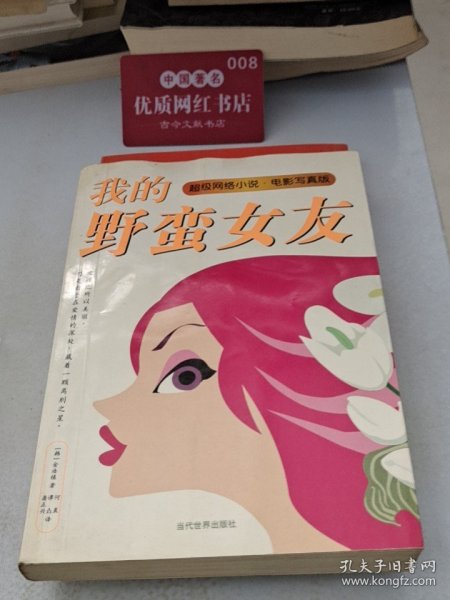 008
中国著名
优质网红书店
古今文献书店
我的
超级网络小说·电影写真版
野蛮女友
当代世界出版社
孔夫子旧书网
www.kongfz.com